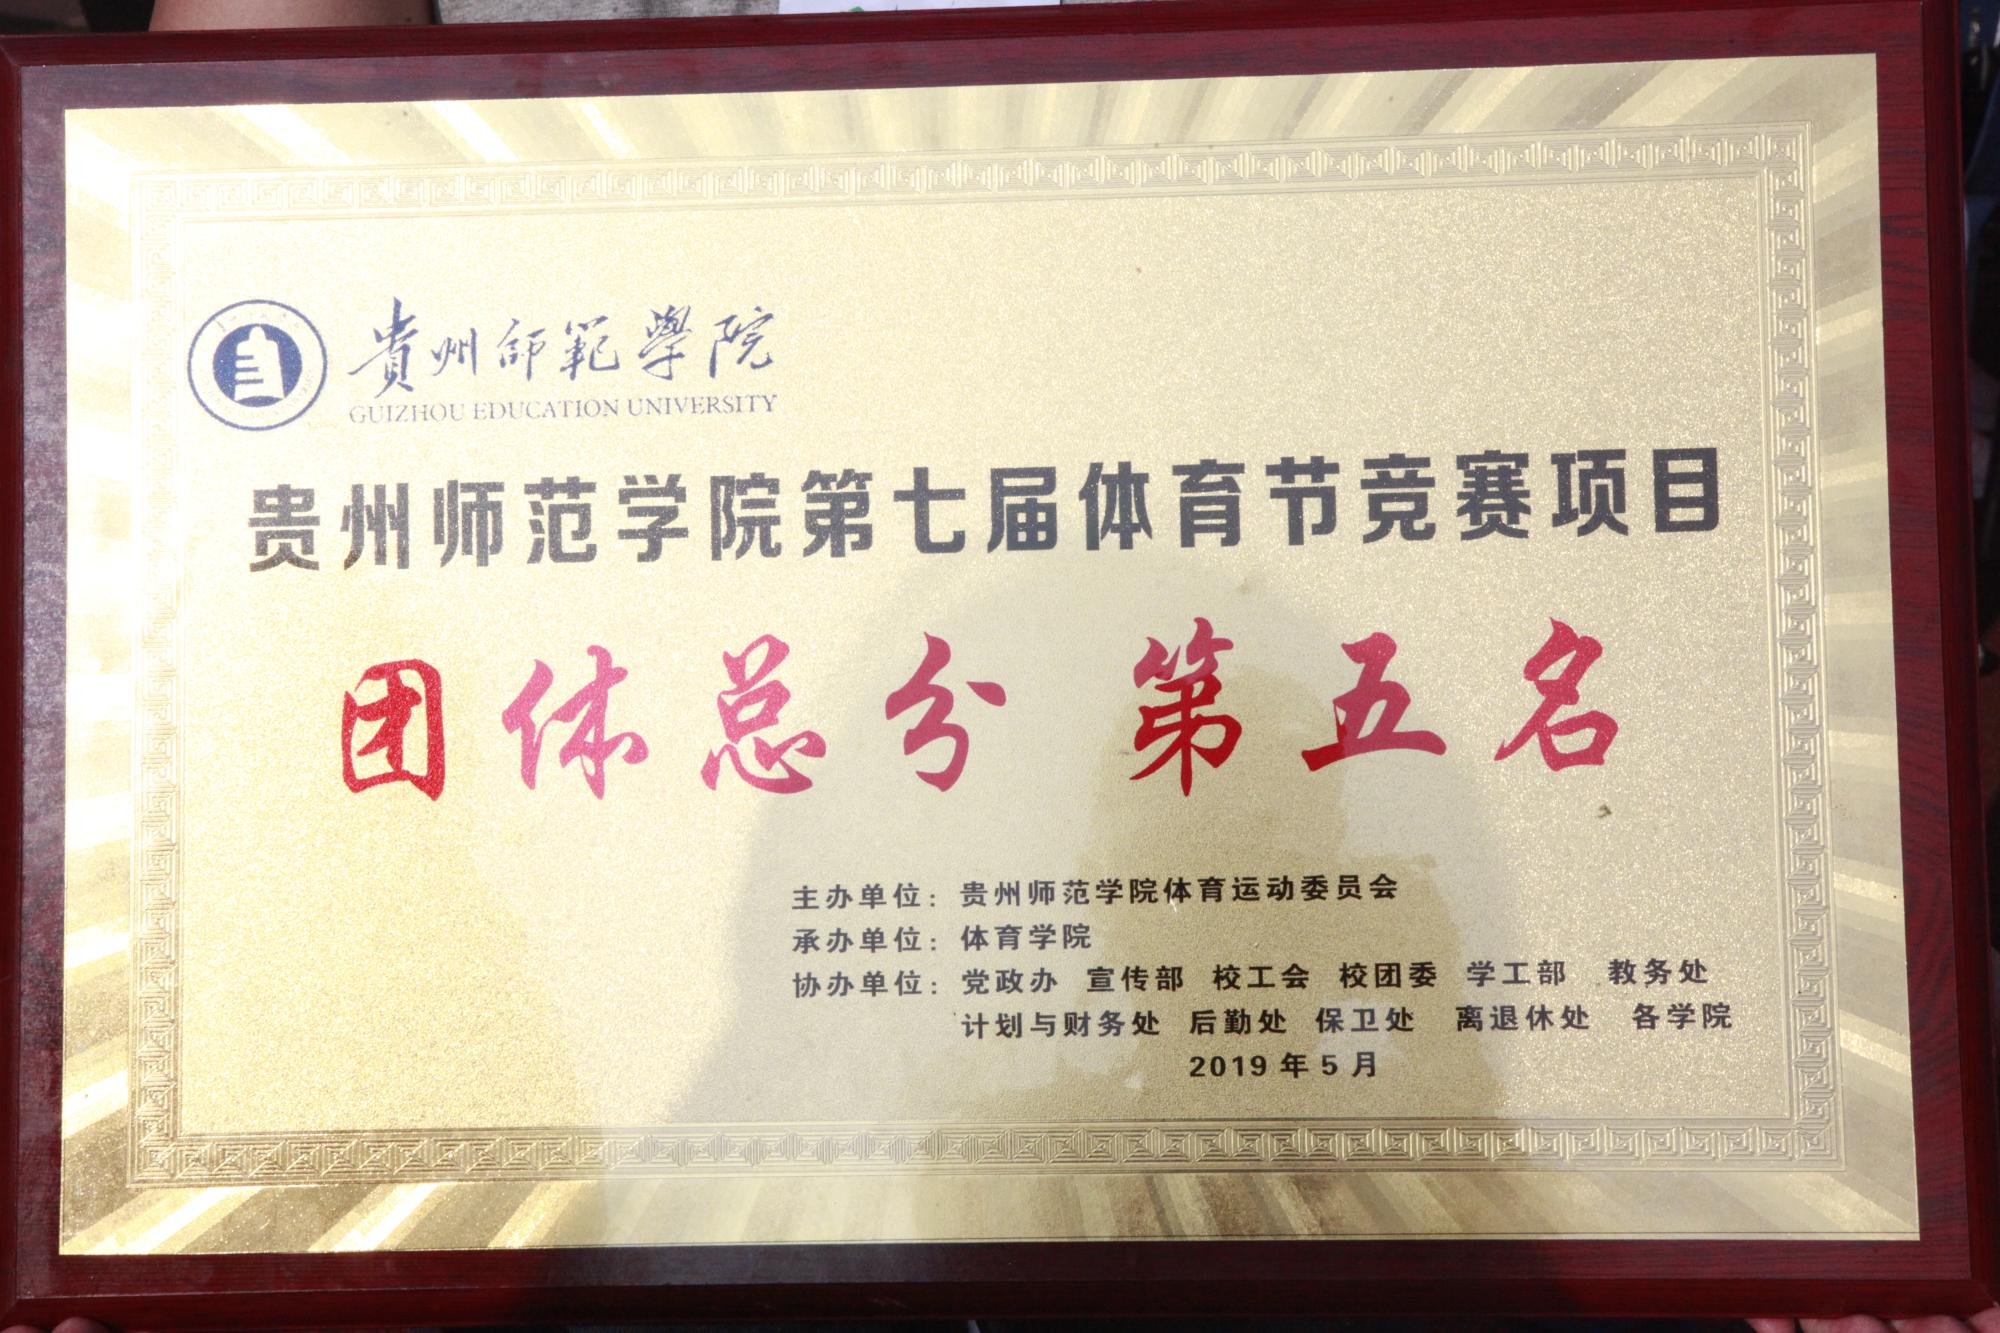 貴州師範學院
GUIZHOU EDUCATION UNIVERSITY
贵州师范学院第七届体育节竞赛项目
团体总分 第五名
主办单位：贵州师范学院体育运动委员会
承办单位：体育学院
协办单位：党政办 宣传部 校工会 校团委 学工部 教务处
计划与财务处 后勤处 保卫处 离退休处 各学院
2019年5月